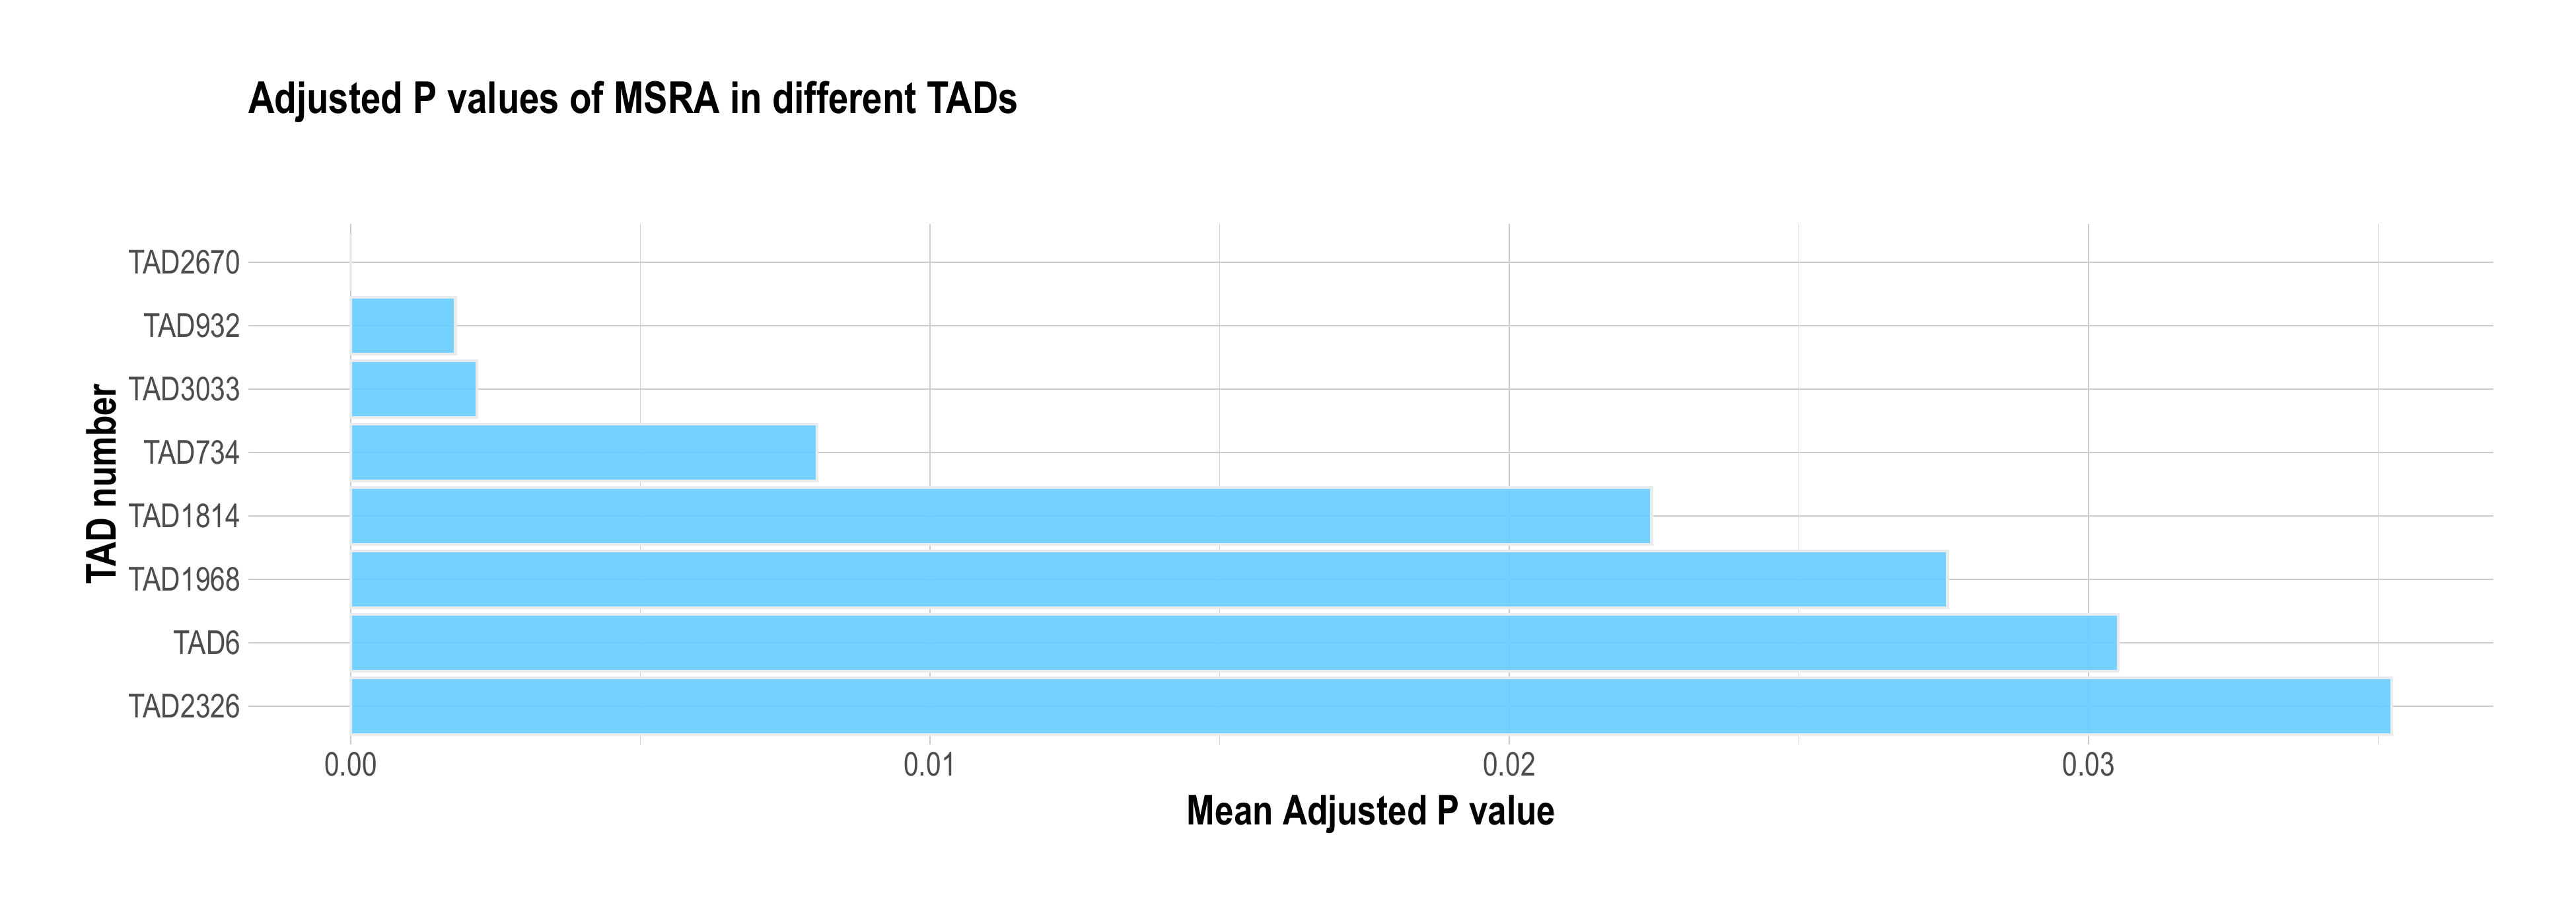 Adjusted P values of MSRA in different TADs
TAD number
TAD2670
TAD932
TAD3033
TAD734
TAD1814
TAD1968
TAD6
TAD2326
0.00 0.01 0.02 0.03
Mean Adjusted P value